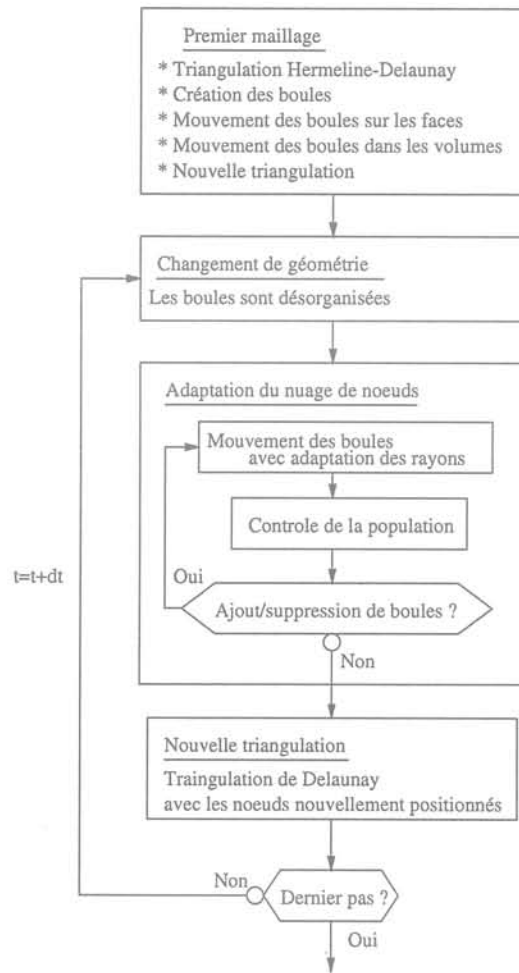 Premier maillage
* Triangulation Hermeline-Delaunay
* Création des boules
* Mouvement des boules sur les faces
* Mouvement des boules dans les volumes
* Nouvelle triangulation
Changement de géométrie
Les boules sont désorganisées
Adaptation du nuage de noeuds
Mouvement des boules
avec adaptation des rayons
Controle de la population
Oui
Ajout/suppression de boules ?
Non
t=t+dt
Nouvelle triangulation
Traingulation de Delaunay
avec les noeuds nouvellement positionnés
Non
Dernier pas ?
Oui